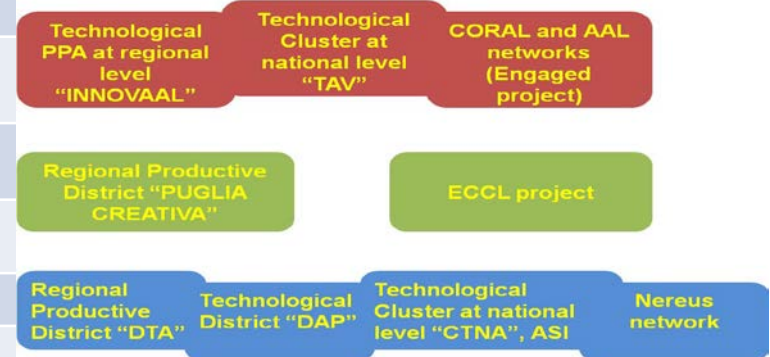 Technological
PPA at regional
level
“INNOVAAL”
Technological
Cluster at
national level
“TAV”
CORAL and AAL
networks
(Engaged
project)
Regional Productive
District “PUGLIA
CREATIVA”
ECCL project
Regional
Productive
District “DTA”
Technological
District “DAP”
Technological
Cluster at national
level “CTNA”, ASI
Nereus
network